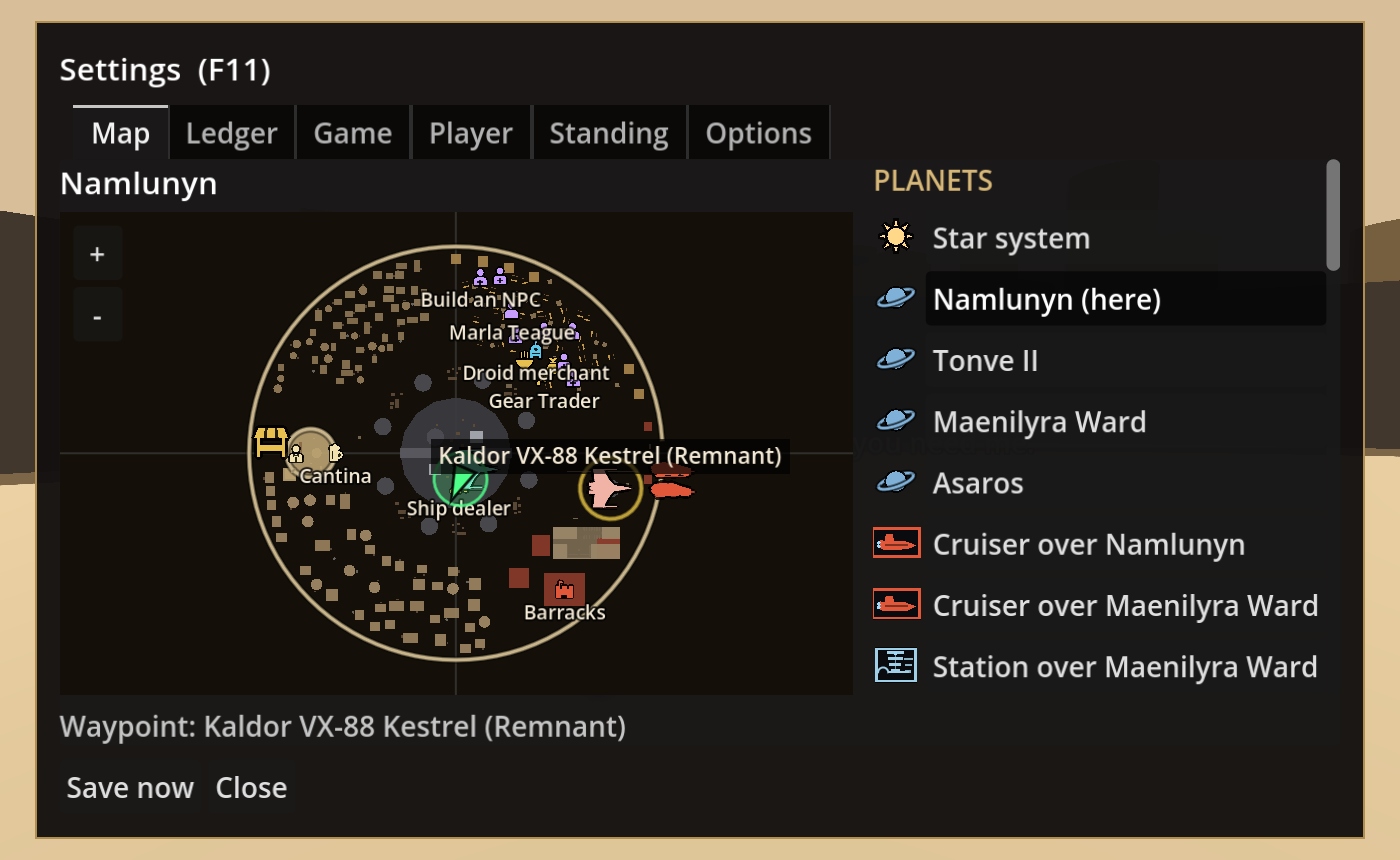 Settings (F11)
Map
Ledger
Game
Player
Standing
Options
Namlunyn
+
-
Build an NPC
Marla Teague
Droid merchant
Gear Trader
Kaldor VX-88 Kestrel (Remnant)
Cantina
Ship dealer
Barracks
PLANETS
Star system
Namlunyn (here)
Tonve II
Maenilyra Ward
Asaros
Cruiser over Namlunyn
Cruiser over Maenilyra Ward
Station over Maenilyra Ward
Waypoint: Kaldor VX-88 Kestrel (Remnant)
Save now
Close